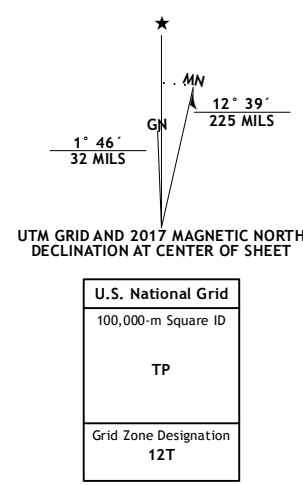 ★
MN
GN
12° 39´
225 MILS
1° 46´
32 MILS
UTM GRID AND 2017 MAGNETIC NORTH
DECLINATION AT CENTER OF SHEET
U.S. National Grid
100,000-m Square ID
TP
Grid Zone Designation
12T